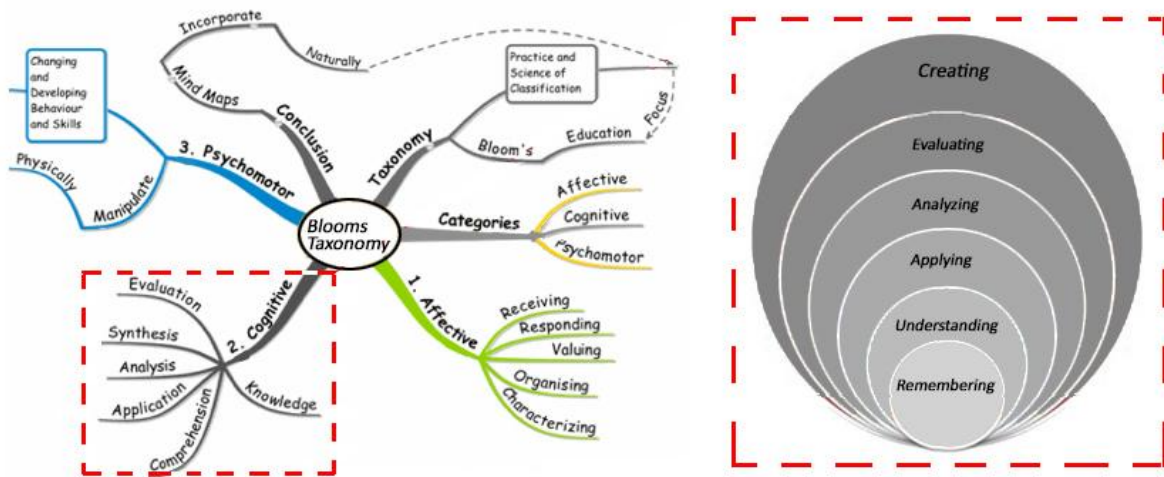 Incorporate
Naturally
Mind Maps
Conclusion
Changing
and
Developing
Behaviour
and Skills
3. Psychomotor
Manipulate
Physically
Practice and
Science of
Classification
Taxonomy
Bloom's
Education
Focus
Blooms
Taxonomy
Categories
Affective
Cognitive
Psychomotor
1. Affective
Receiving
Responding
Valuing
Organising
Characterizing
2. Cognitive
Evaluation
Synthesis
Analysis
Application
Comprehension
Knowledge
Creating
Evaluating
Analyzing
Applying
Understanding
Remembering